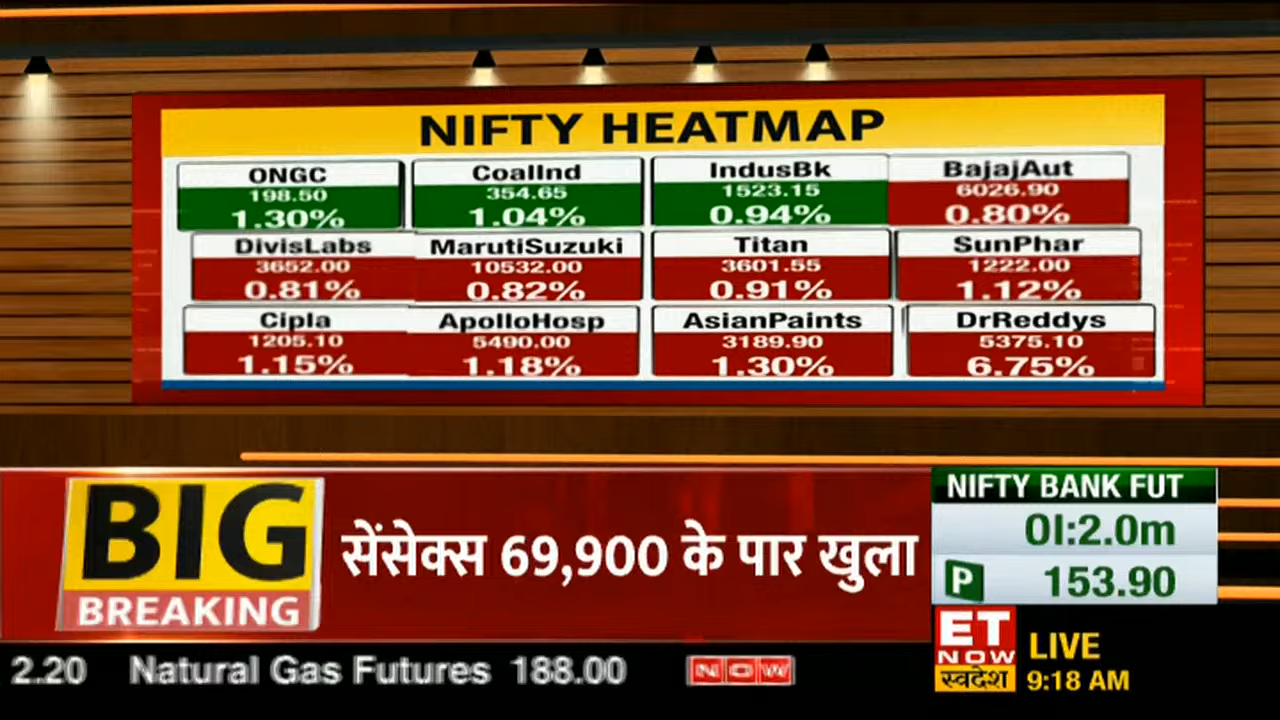 NIFTY HEATMAP
ONGC CoalInd IndusBk BajajAut
198.50 354.65 1523.15 6026.90
1.30% 1.04% 0.94% 0.80%
DivisLabs MarutiSuzuki Titan SunPhar
3652.00 10532.00 3601.55 1222.00
0.81% 0.82% 0.91% 1.12%
Cipla ApolloHosp AsianPaints DrReddys
1205.10 5490.00 3189.90 5375.10
1.15% 1.18% 1.30% 6.75%
BIG
BREAKING
सेंसेक्स 69,900 के पार खुला
NIFTY BANK FUT
OI:2.0m
P 153.90
ET
NOW
स्वदेश
LIVE
9:18 AM
2.20 Natural Gas Futures 188.00 NOW